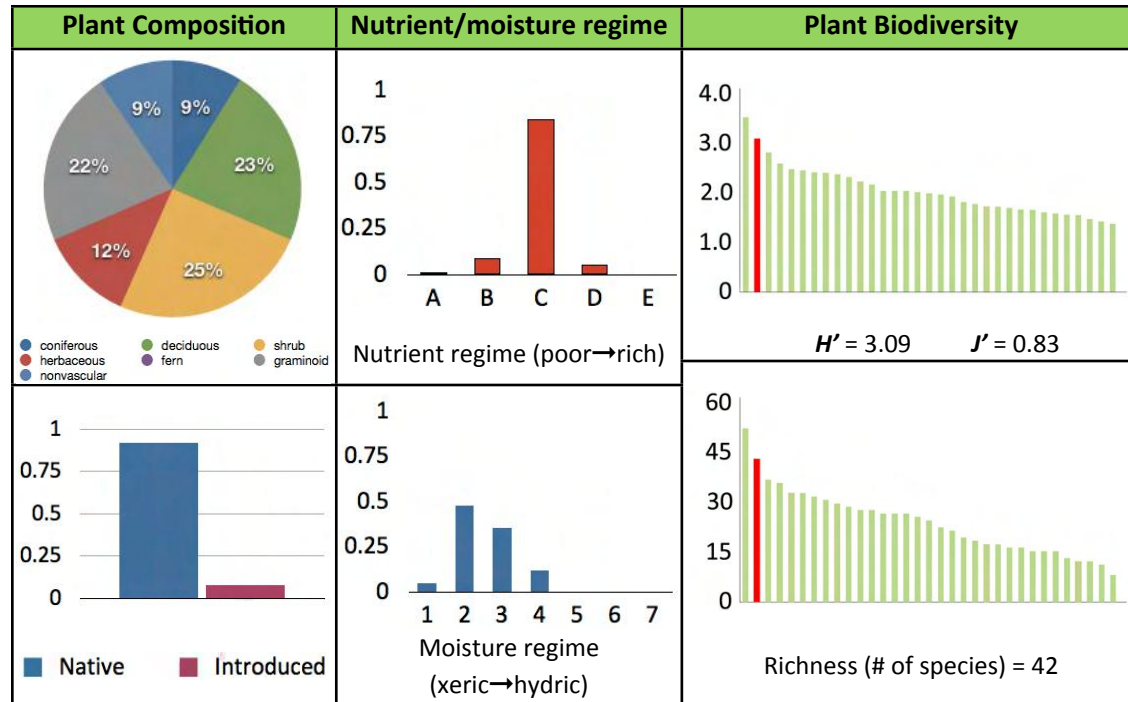 Plant Composition
Nutrient/moisture regime
Plant Biodiversity
9%
9%
23%
22%
12%
25%
coniferous
deciduous
shrub
herbaceous
fern
graminoid
nonvascular
1
0.75
0.5
0.25
0
A B C D E
Nutrient regime (poor→rich)
4.0
3.0
2.0
1.0
0
H’ = 3.09 J’ = 0.83
1
0.75
0.5
0.25
0
Native Introduced
1
0.75
0.5
0.25
0
1 2 3 4 5 6 7
Moisture regime
(xeric→hydric)
60
45
30
15
0
Richness (# of species) = 42